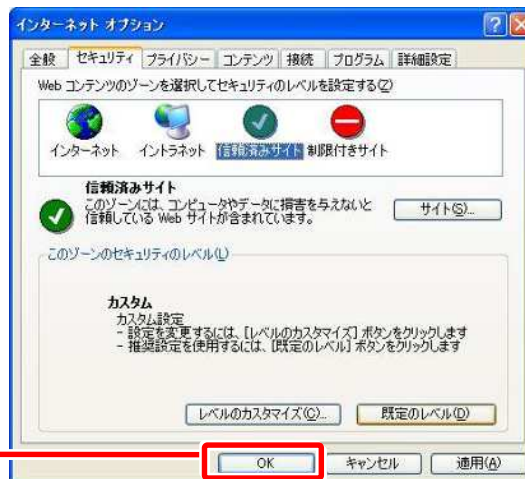 インターネット オプション
全般 セキュリティ プライバシー コンテンツ 接続 プログラム 詳細設定
Web コンテンツのゾーンを選択してセキュリティのレベルを設定する(Z)
インターネット イントラネット 信頼済みサイト 制限付きサイト
信頼済みサイト
このゾーンには、コンピュータやデータに損害を与えないと
信頼している Web サイトが含まれています。
サイト(S)...
このゾーンのセキュリティのレベル(L)
カスタム
カスタム設定
- 設定を変更するには、[レベルのカスタマイズ] ボタンをクリックします
- 推奨設定を使用するには、[既定のレベル] ボタンをクリックします
レベルのカスタマイズ(C)... 既定のレベル(D)
OK キャンセル 適用(A)